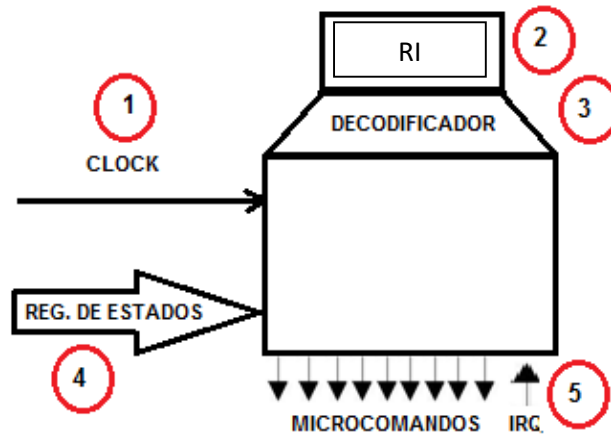 2
RI
1
3
DECODIFICADOR
CLOCK
REG. DE ESTADOS
4
5
MICROCOMANDOS IRQ